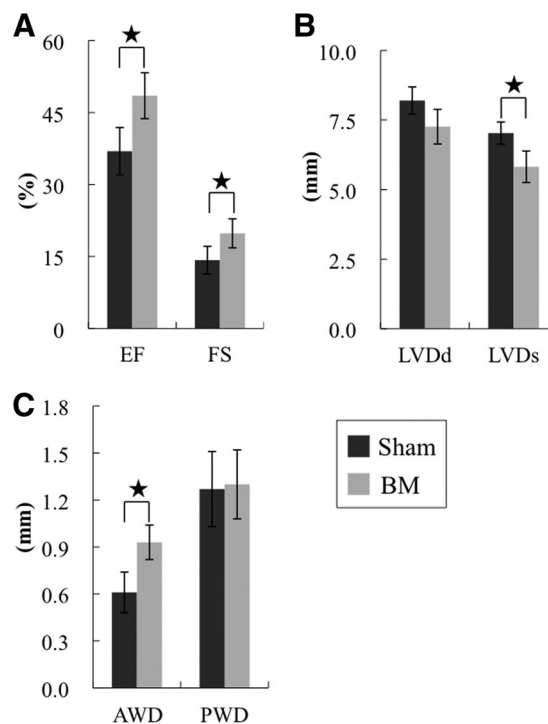 A
60
45
30
15
0
(%)
★
★
EF FS
B
10.0
7.5
5.0
2.5
0.0
(mm)
★
LVDd LVDs
C
1.8
1.5
1.2
0.9
0.6
0.3
0.0
(mm)
★
AWD PWD
Sham
BM